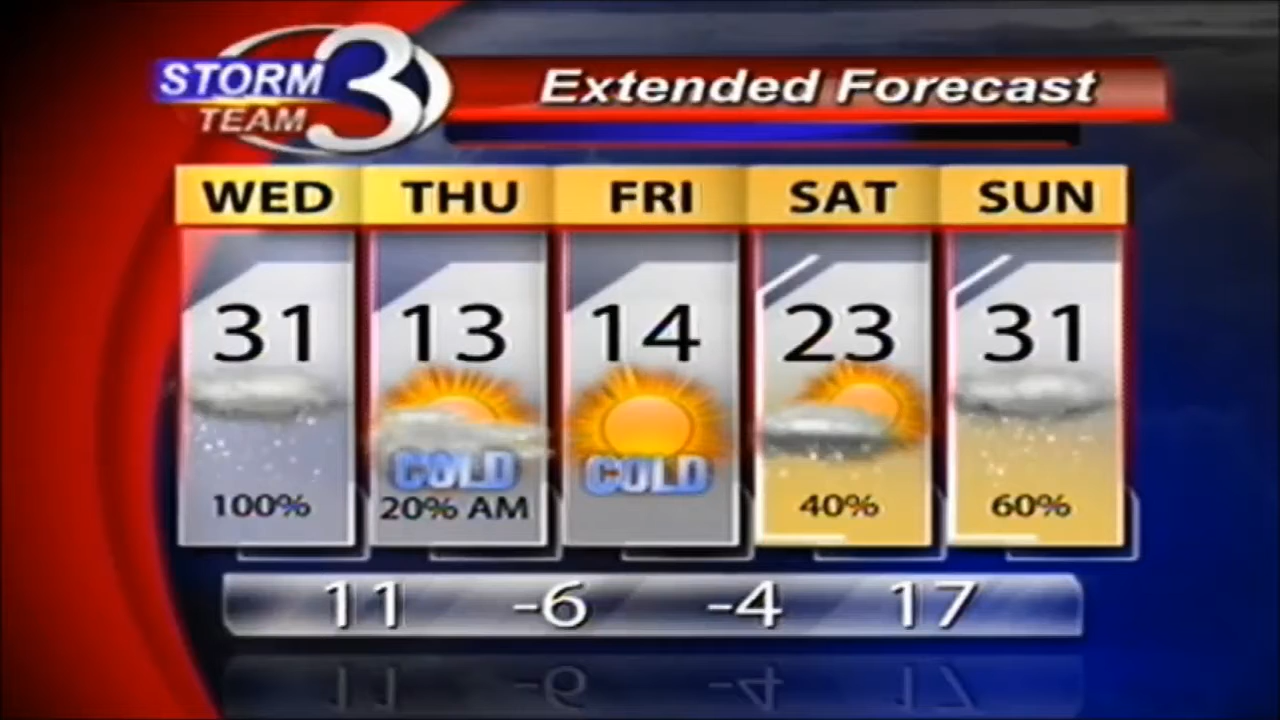 STORM TEAM 3
Extended Forecast
WED THU FRI SAT SUN
31 13 14 23 31
COLD COLD
100% 20% AM 40% 60%
11 -6 -4 17